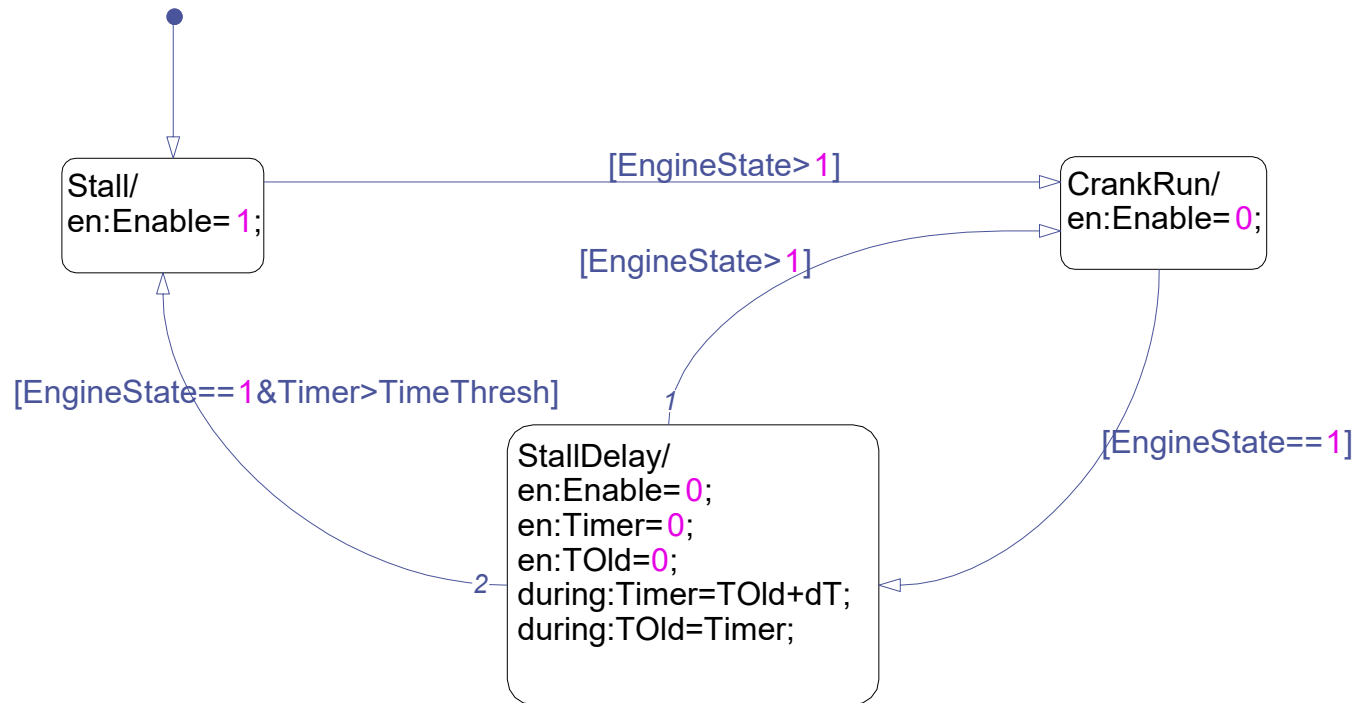 [EngineState>1]
Stall/
en:Enable=1;
CrankRun/
en:Enable=0;
[EngineState>1]
[EngineState==1&Timer>TimeThresh]
1
[EngineState==1]
StallDelay/
en:Enable=0;
en:Timer=0;
en:TOld=0;
2
during:Timer=TOld+dT;
during:TOld=Timer;